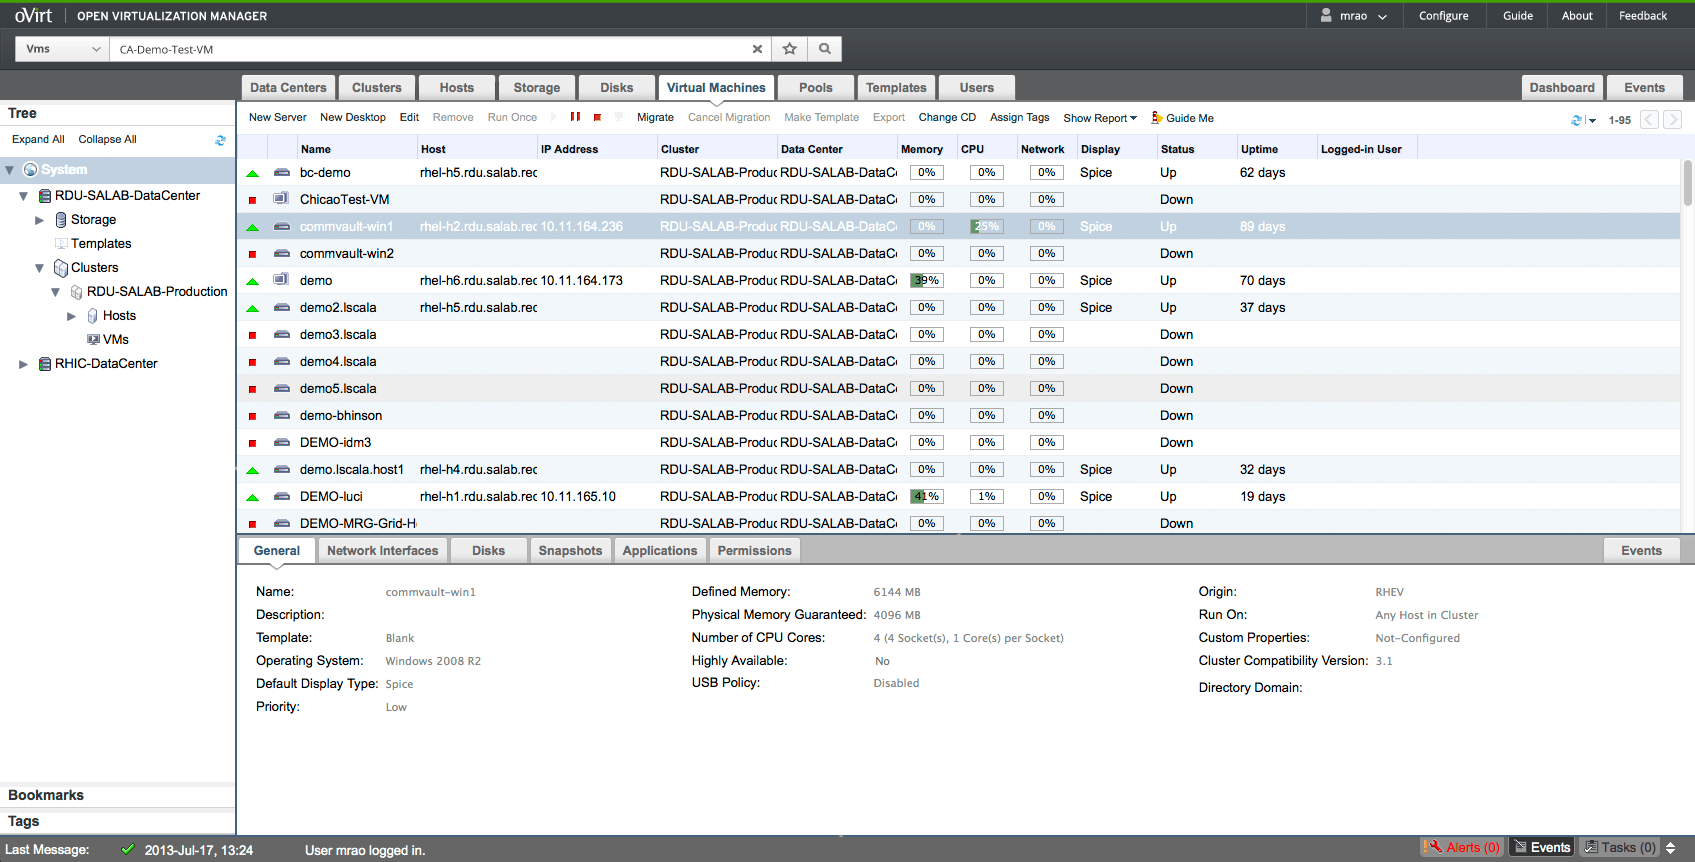 oVirt OPEN VIRTUALIZATION MANAGER mrao Configure Guide About Feedback
Vms CA-Demo-Test-VM
Data Centers Clusters Hosts Storage Disks Virtual Machines Pools Templates Users Dashboard Events
Tree
Expand All Collapse All
System
RDU-SALAB-DataCenter
Storage
Templates
Clusters
RDU-SALAB-Production
Hosts
VMs
RHIC-DataCenter
Bookmarks
Tags
New Server New Desktop Edit Remove Run Once Migrate Cancel Migration Make Template Export Change CD Assign Tags Show Report Guide Me 1-95
Name Host IP Address Cluster Data Center Memory CPU Network Display Status Uptime Logged-in User
bc-demo rhel-h5.rdu.salab.rec RDU-SALAB-Produc RDU-SALAB-DataCe 0% 0% 0% Spice Up 62 days
ChicaoTest-VM RDU-SALAB-Produc RDU-SALAB-DataCe 0% 0% 0% Down
commvault-win1 rhel-h2.rdu.salab.rec 10.11.164.236 RDU-SALAB-Produc RDU-SALAB-DataCe 0% 25% 0% Spice Up 89 days
commvault-win2 RDU-SALAB-Produc RDU-SALAB-DataCe 0% 0% 0% Down
demo rhel-h6.rdu.salab.rec 10.11.164.173 RDU-SALAB-Produc RDU-SALAB-DataCe 39% 0% 0% Spice Up 70 days
demo2.lscala rhel-h5.rdu.salab.rec RDU-SALAB-Produc RDU-SALAB-DataCe 0% 0% 0% Spice Up 37 days
demo3.lscala RDU-SALAB-Produc RDU-SALAB-DataCe 0% 0% 0% Down
demo4.lscala RDU-SALAB-Produc RDU-SALAB-DataCe 0% 0% 0% Down
demo5.lscala RDU-SALAB-Produc RDU-SALAB-DataCe 0% 0% 0% Down
demo-bhinson RDU-SALAB-Produc RDU-SALAB-DataCe 0% 0% 0% Down
DEMO-idm3 RDU-SALAB-Produc RDU-SALAB-DataCe 0% 0% 0% Down
demo.lscala.host1 rhel-h4.rdu.salab.rec RDU-SALAB-Produc RDU-SALAB-DataCe 0% 0% 0% Spice Up 32 days
DEMO-luci rhel-h1.rdu.salab.rec 10.11.165.10 RDU-SALAB-Produc RDU-SALAB-DataCe 41% 1% 0% Spice Up 19 days
DEMO-MRG-Grid-He RDU-SALAB-Produc RDU-SALAB-DataCe 0% 0% 0% Down
General Network Interfaces Disks Snapshots Applications Permissions Events
Name: commvault-win1 Defined Memory: 6144 MB Origin: RHEV
Description: Physical Memory Guaranteed: 4096 MB Run On: Any Host in Cluster
Template: Blank Number of CPU Cores: 4 (4 Socket(s), 1 Core(s) per Socket) Custom Properties: Not-Configured
Operating System: Windows 2008 R2 Highly Available: No Cluster Compatibility Version: 3.1
Default Display Type: Spice USB Policy: Disabled Directory Domain:
Priority: Low
Last Message: 2013-Jul-17, 13:24 User mrao logged in. Alerts (0) Events Tasks (0)